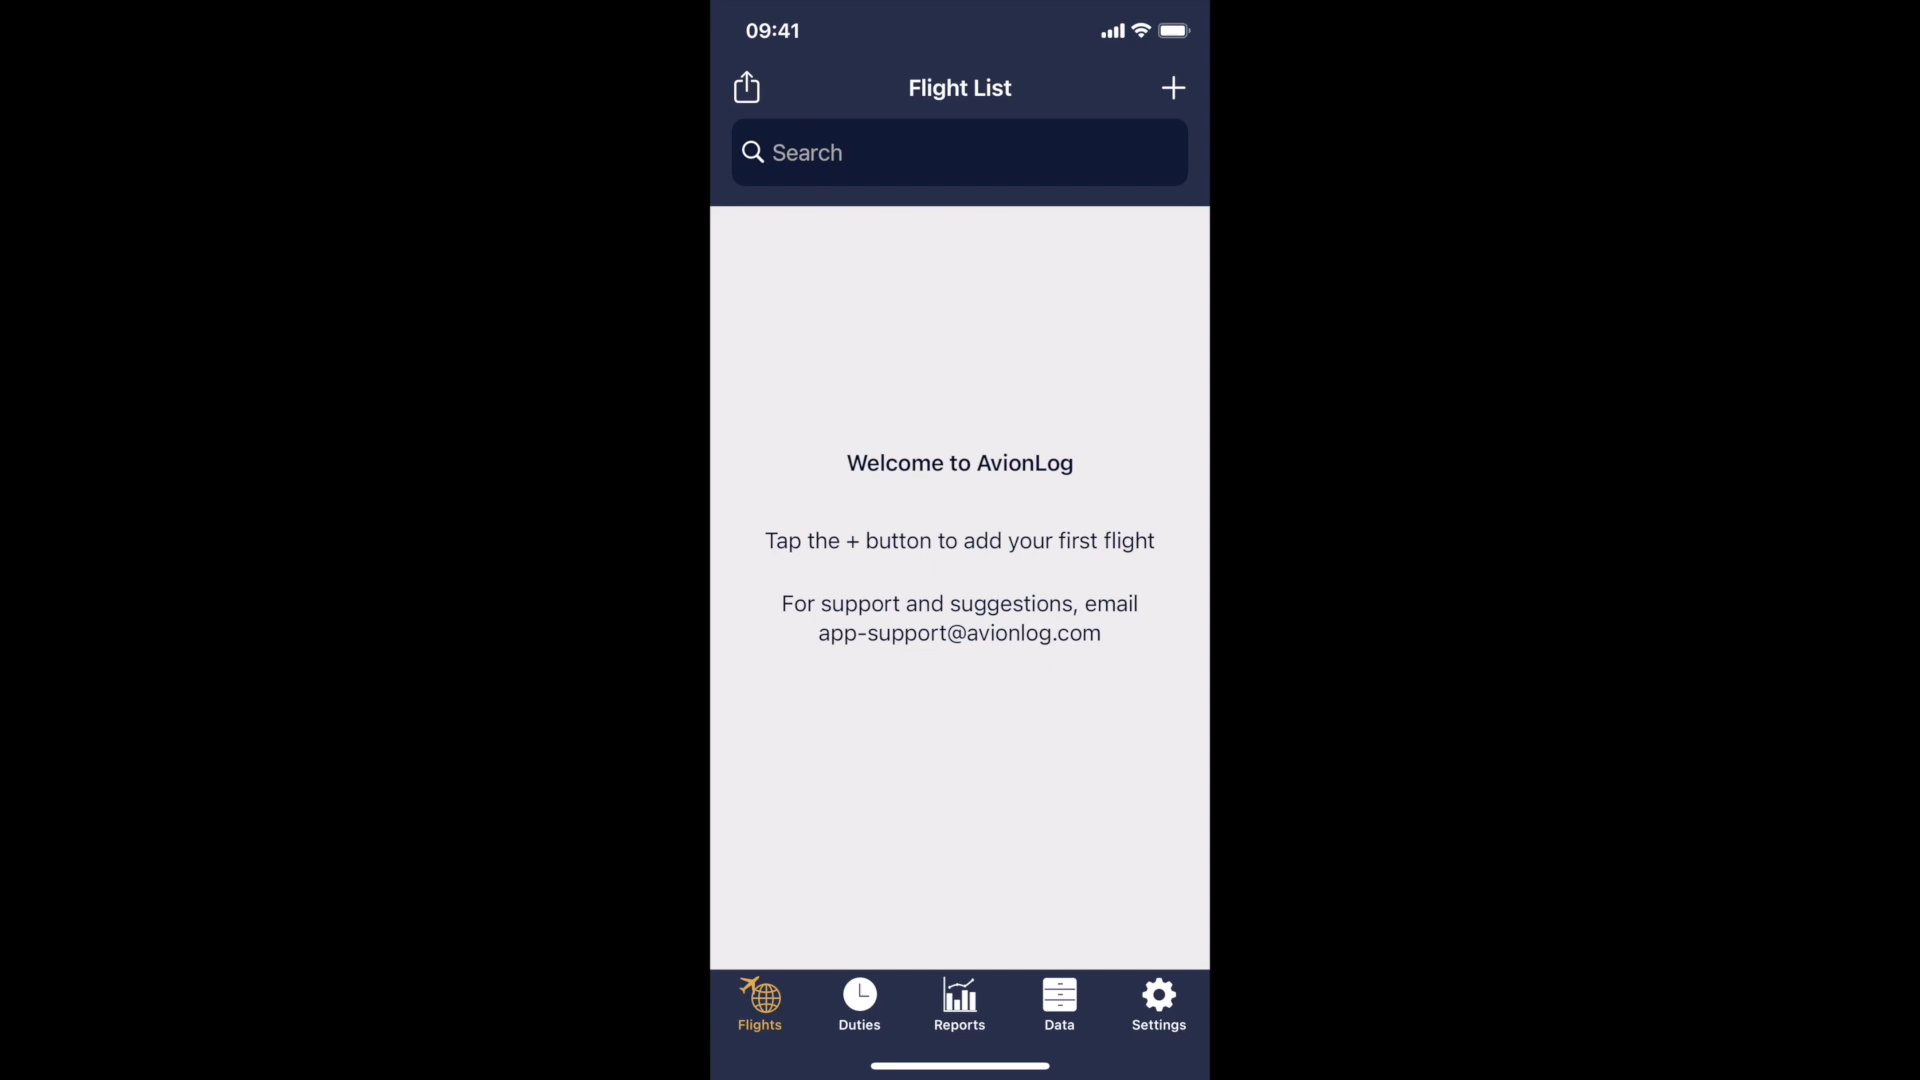 09:41
Flight List
Search
Welcome to AvionLog
Tap the + button to add your first flight
For support and suggestions, email
app-support@avionlog.com
Flights
Duties
Reports
Data
Settings